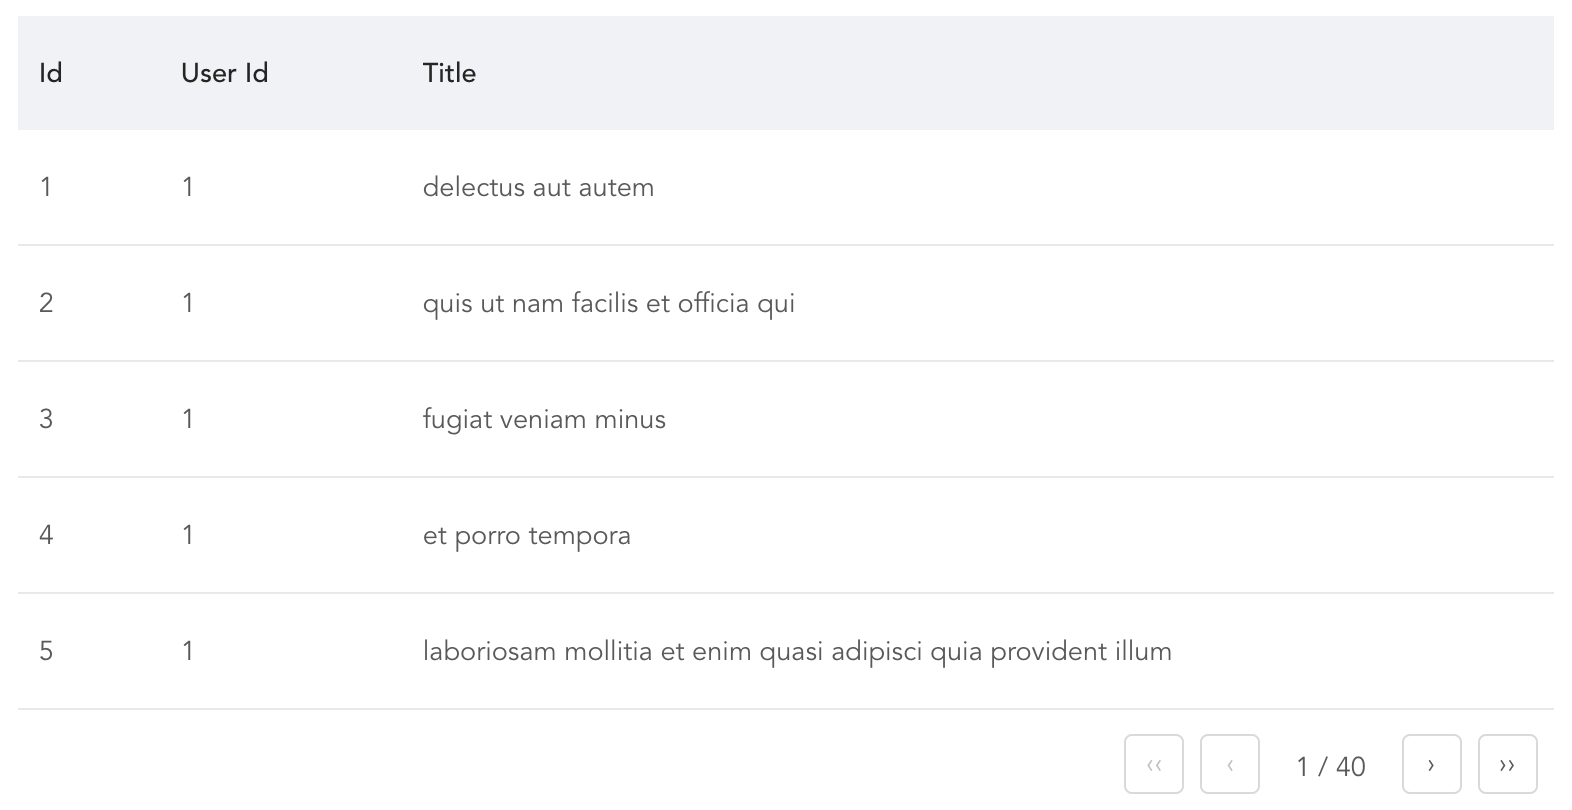 Id User Id Title
1 1 delectus aut autem
2 1 quis ut nam facilis et officia qui
3 1 fugiat veniam minus
4 1 et porro tempora
5 1 laboriosam mollitia et enim quasi adipisci quia provident illum
‹‹ ‹ 1 / 40 › ››